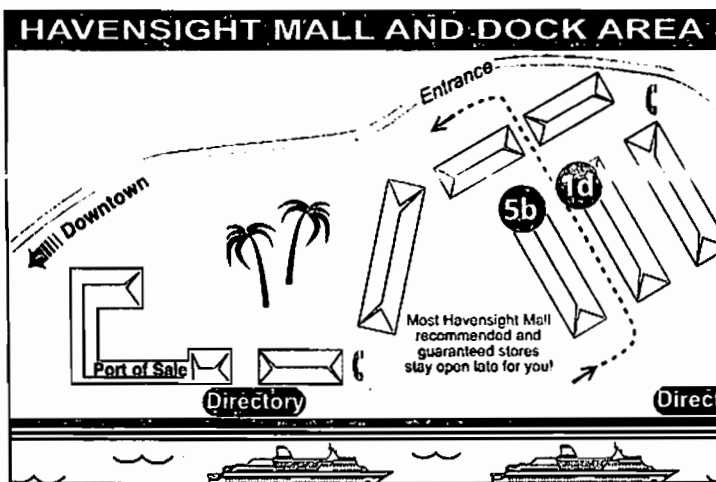 HAVENSIGHT MALL AND DOCK AREA
Entrance
Downtown
5b
1d
Most Havensight Mall
recommended and
guaranteed stores
stay open late for you!
Port of Sale
Directory
Direct